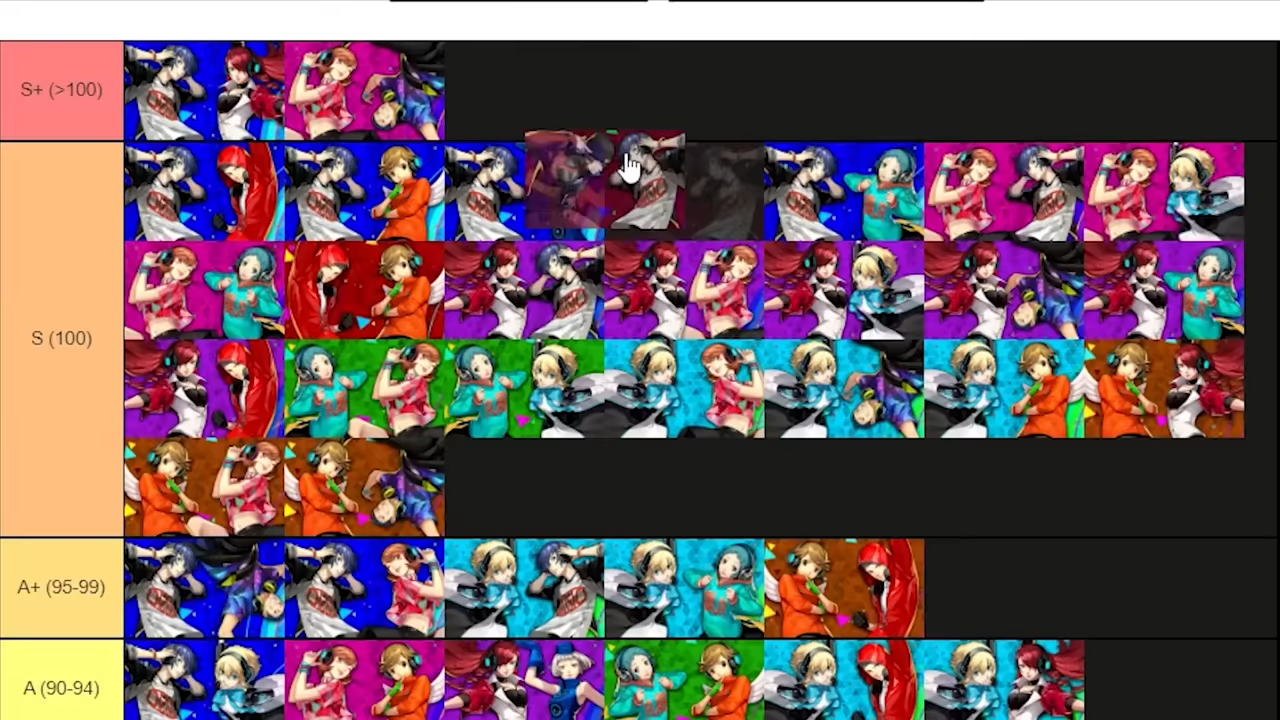 S+ (>100)
S (100)
A+ (95-99)
A (90-94)